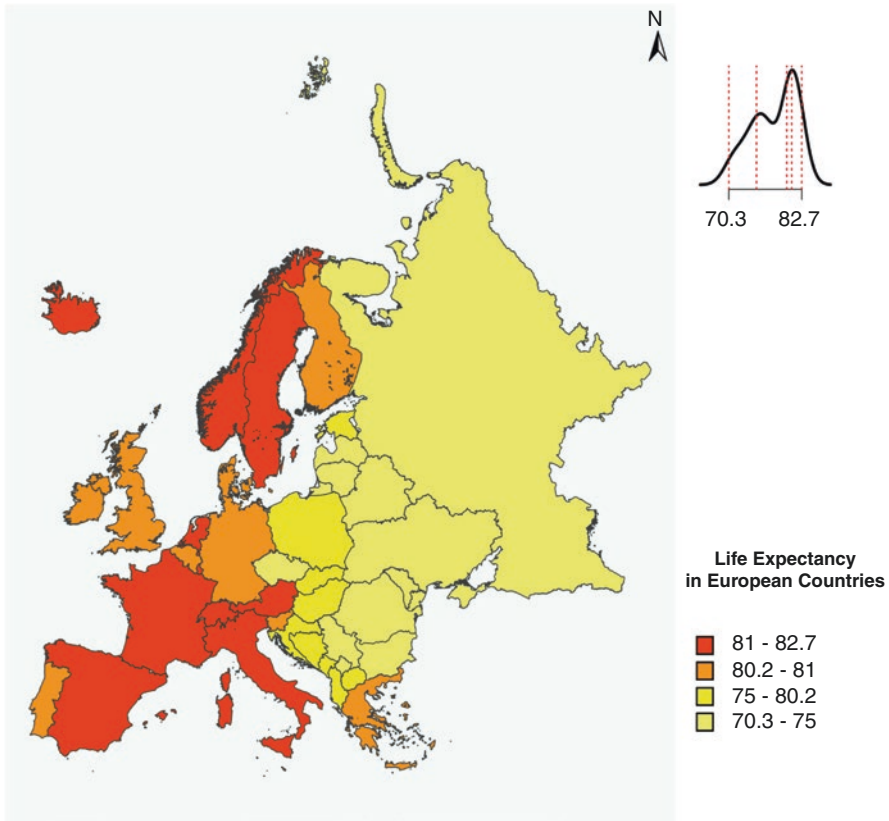 N
70.3 82.7
Life Expectancy
in European Countries
81 - 82.7
80.2 - 81
75 - 80.2
70.3 - 75